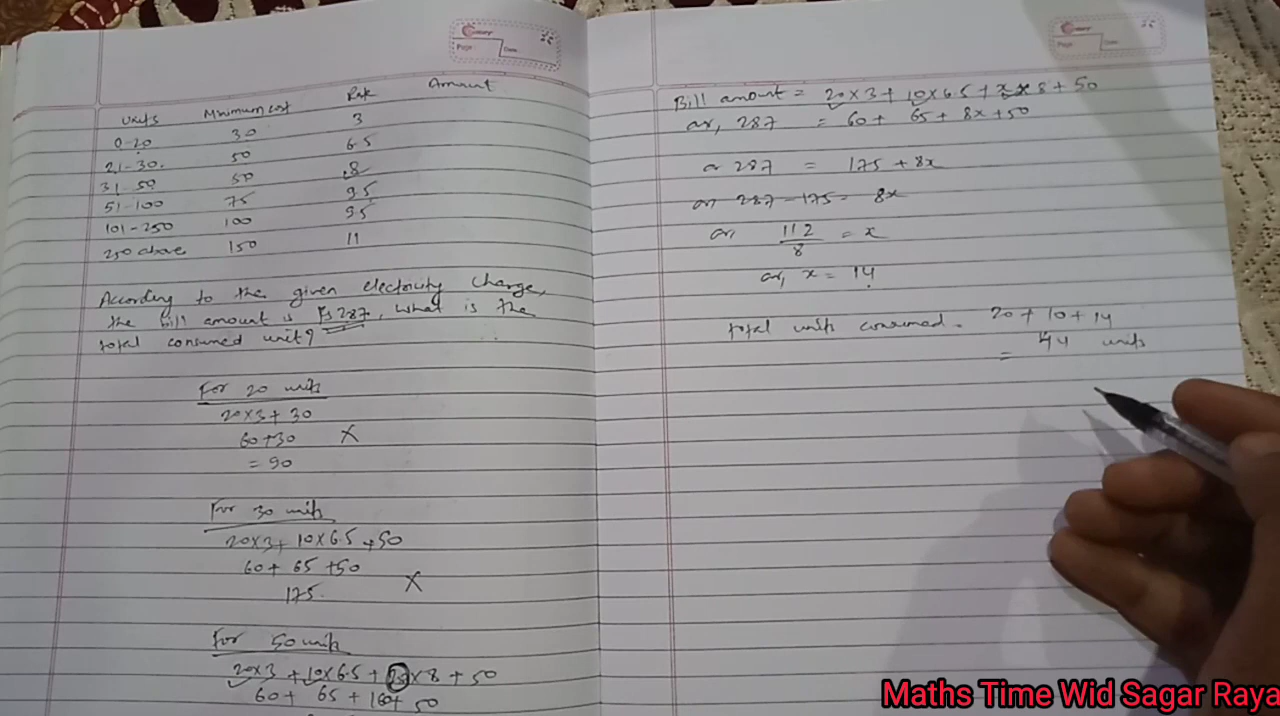 Page: Date:
units Minimum cost Rate Amount
0-20 30 3
21-30. 50 6.5
31-50 50 8
51-100 75 9.5
101-250 100 9.5
250 above 150 11
According to the given electricity charge,
the bill amount is Rs 287, what is the
total consumed unit?
For 20 units
20×3+30
60+30 ×
=90
For 30 units
20×3+10×6.5+50
60+65+50
175. ×
For 50 units
20×3+10×6.5+20×8+50
60+65+160+50
Page: Date:
Bill amount = 20×3+10×6.5+x×8+50
or, 287 = 60+65+8x+50
or 287 = 175+8x
or 287-175= 8x
or, 112/8 = x
or, x = 14
total units consumed = 20+10+14
= 44 units
Maths Time Wid Sagar Raya